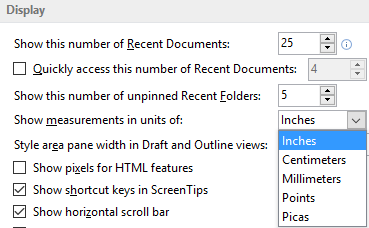 Display
Show this number of Recent Documents: 25
Quickly access this number of Recent Documents: 4
Show this number of unpinned Recent Folders: 5
Show measurements in units of: Inches
Inches
Style area pane width in Draft and Outline views:
Centimeters
Show pixels for HTML features
Millimeters
Show shortcut keys in ScreenTips
Points
Show horizontal scroll bar
Picas